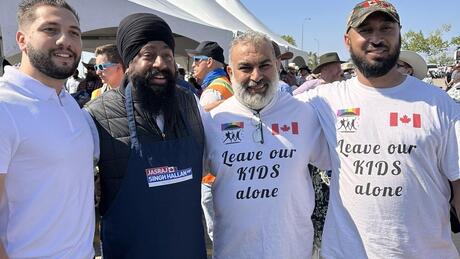 JASRAJ
SINGH HALLAN
Leave our
KIDS
alone
Leave our
KIDS
alone